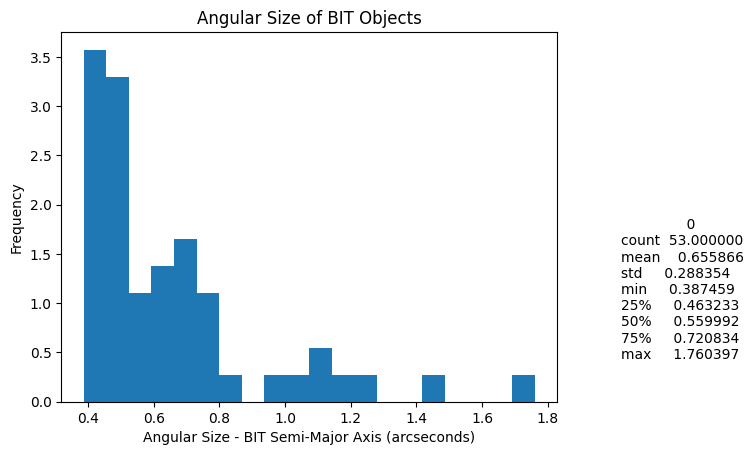 Angular Size of BIT Objects
3.5
3.0
2.5
2.0
1.5
1.0
0.5
0.0
Frequency
0.4 0.6 0.8 1.0 1.2 1.4 1.6 1.8
Angular Size - BIT Semi-Major Axis (arcseconds)
0
count 53.000000
mean 0.655866
std 0.288354
min 0.387459
25% 0.463233
50% 0.559992
75% 0.720834
max 1.760397